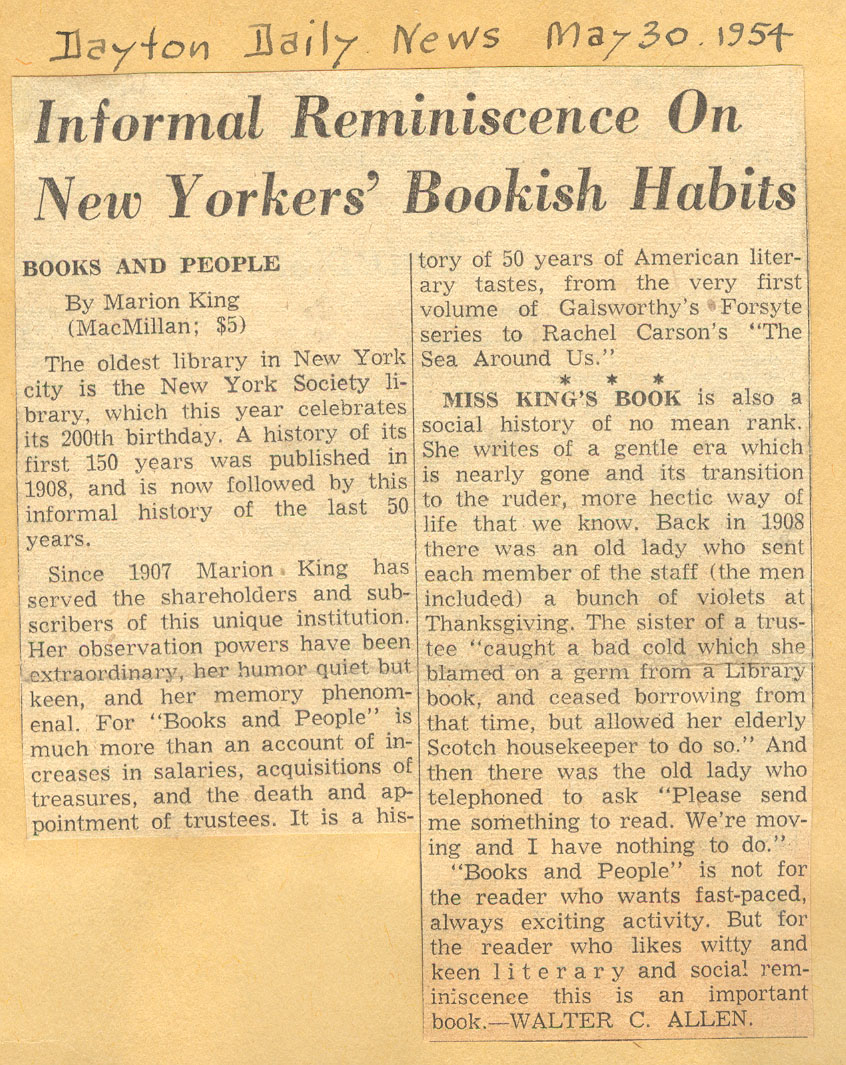 Dayton Daily News May 30. 1954
Informal Reminiscence On
New Yorkers' Bookish Habits
BOOKS AND PEOPLE
By Marion King
(MacMillan; $5)
The oldest library in New York
city is the New York Society li-
brary, which this year celebrates
its 200th birthday. A history of its
first 150 years was published in
1908, and is now followed by this
informal history of the last 50
years.
Since 1907 Marion King has
served the shareholders and sub-
scribers of this unique institution.
Her observation powers have been
extraordinary, her humor quiet but
keen, and her memory phenom-
enal. For "Books and People" is
much more than an account of in-
creases in salaries, acquisitions of
treasures, and the death and ap-
pointment of trustees. It is a his-
tory of 50 years of American liter-
ary tastes, from the very first
volume of Galsworthy's Forsyte
series to Rachel Carson's "The
Sea Around Us."
* * *
MISS KING'S BOOK is also a
social history of no mean rank.
She writes of a gentle era which
is nearly gone and its transition
to the ruder, more hectic way of
life that we know. Back in 1908
there was an old lady who sent
each member of the staff (the men
included) a bunch of violets at
Thanksgiving. The sister of a trus-
tee "caught a bad cold which she
blamed on a germ from a Library
book, and ceased borrowing from
that time, but allowed her elderly
Scotch housekeeper to do so." And
then there was the old lady who
telephoned to ask "Please send
me something to read. We're mov-
ing and I have nothing to do."
"Books and People" is not for
the reader who wants fast-paced,
always exciting activity. But for
the reader who likes witty and
keen literary and social rem-
iniscence this is an important
book.—WALTER C. ALLEN.